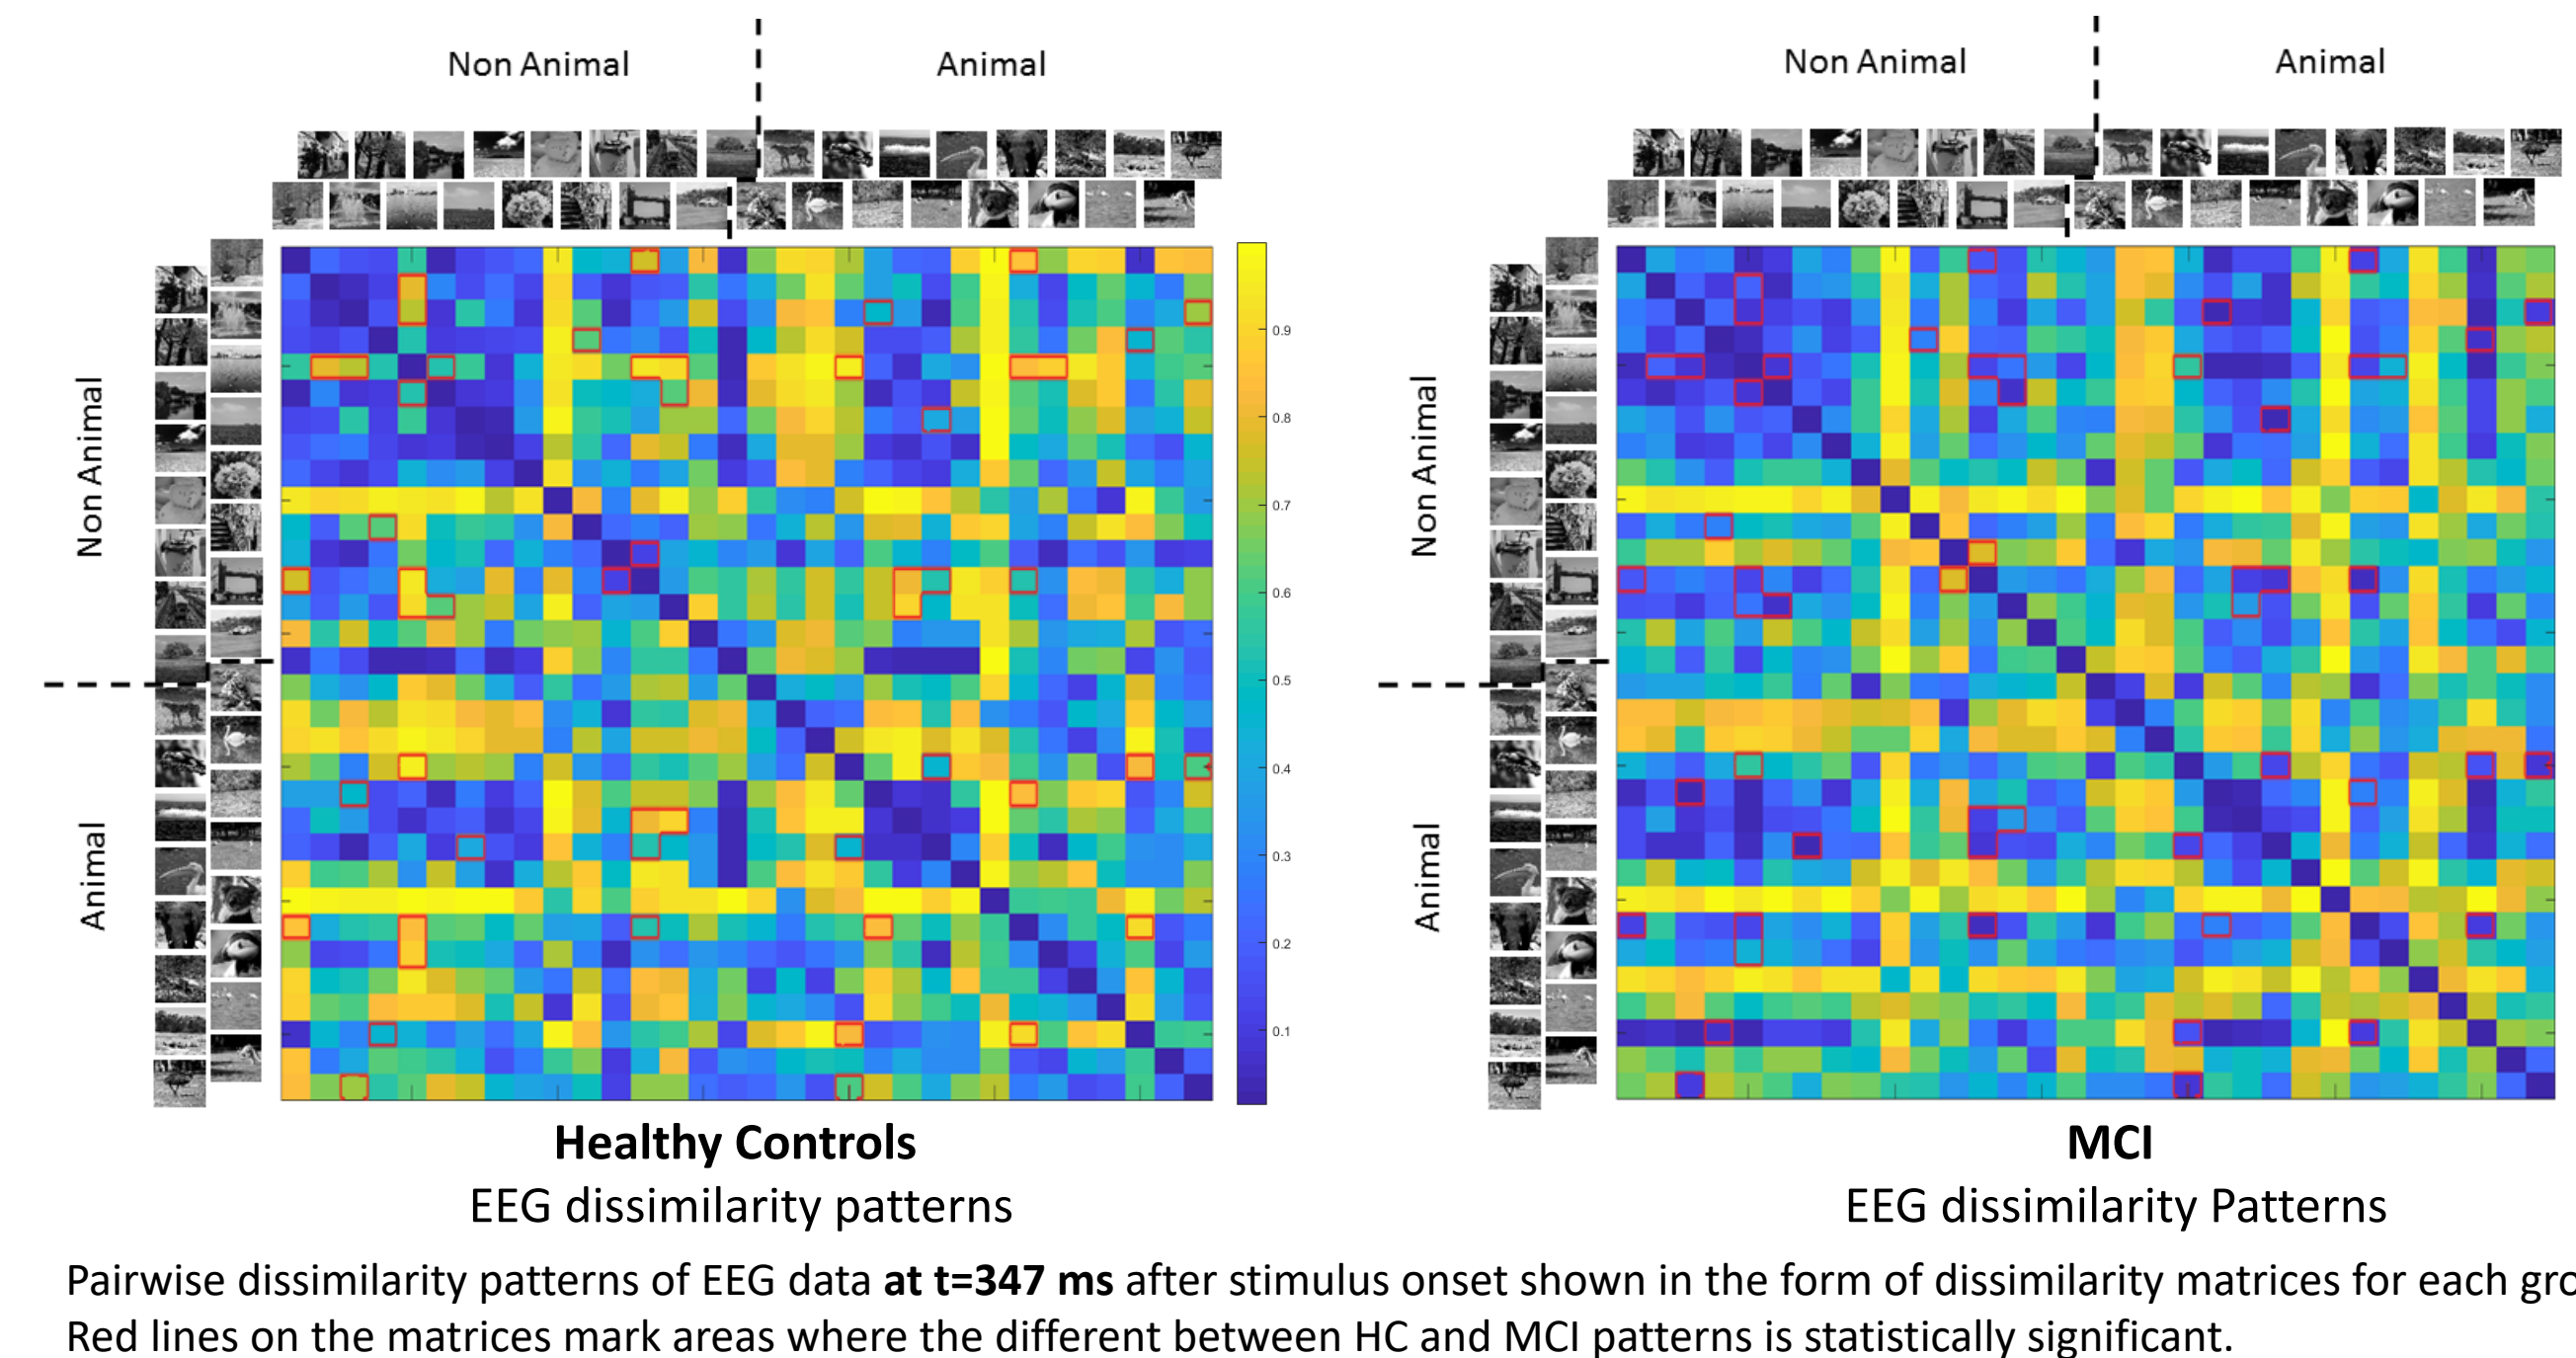 Non Animal
Animal
Non Animal
Animal
Non Animal
Animal
0.9
0.8
0.7
0.6
0.5
0.4
0.3
0.2
0.1
Non Animal
Animal
Healthy Controls
EEG dissimilarity patterns
MCI
EEG dissimilarity Patterns
Pairwise dissimilarity patterns of EEG data at t=347 ms after stimulus onset shown in the form of dissimilarity matrices for each
Red lines on the matrices mark areas where the different between HC and MCI patterns is statistically significant.